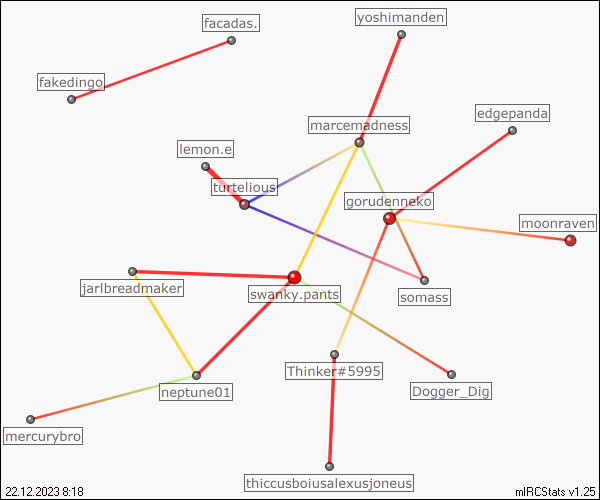 yoshimanden
facadas.
fakedingo
edgepanda
marcemadness
lemon.e
turtelious
gorudenneko
moonraven
jarlbreadmaker
swanky.pants
somass
Thinker#5995
neptune01
Dogger_Dig
mercurybro
thiccusboiusalexusjoneus
22.12.2023 8:18
mIRCStats v1.25